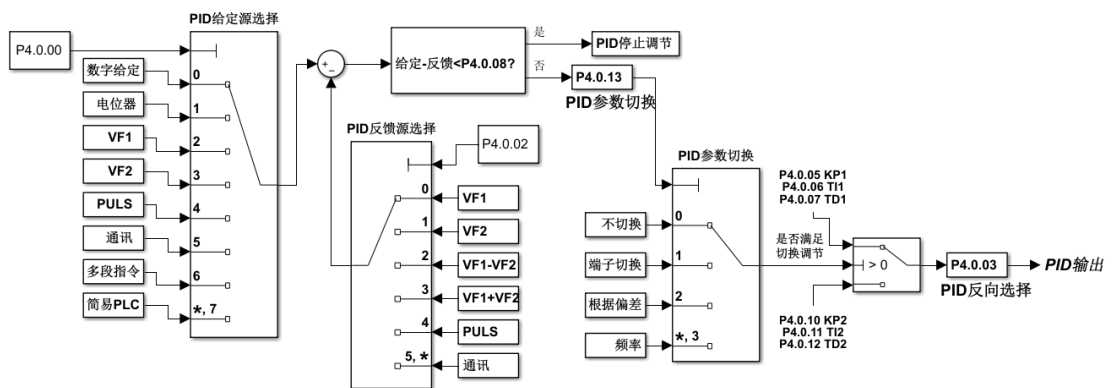 PID给定源选择
P4.0.00
数字给定
电位器
VF1
VF2
PULS
通讯
多段指令
简易PLC
0
1
2
3
4
5
6
*, 7
+
−
给定-反馈<P4.0.08?
是
否
PID停止调节
P4.0.13
PID参数切换
PID反馈源选择
P4.0.02
0
1
2
3
4
5, *
VF1
VF2
VF1-VF2
VF1+VF2
PULS
通讯
PID参数切换
不切换
端子切换
根据偏差
频率
0
1
2
*, 3
P4.0.05 KP1
P4.0.06 TI1
P4.0.07 TD1
是否满足
切换调节
> 0
P4.0.10 KP2
P4.0.11 TI2
P4.0.12 TD2
P4.0.03
PID反向选择
PID输出